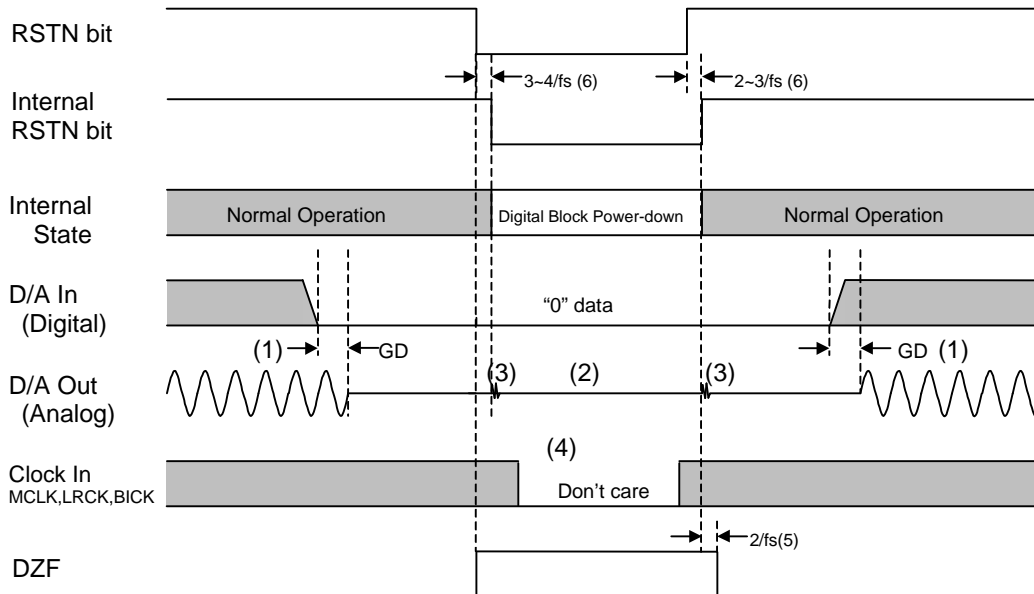 RSTN bit
3~4/fs (6)
2~3/fs (6)
Internal
RSTN bit
Internal
State
Normal Operation
Digital Block Power-down
Normal Operation
D/A In
(Digital)
“0” data
(1)
GD
GD
(1)
D/A Out
(Analog)
(3)
(2)
(3)
(4)
Clock In
MCLK,LRCK,BICK
Don’t care
2/fs(5)
DZF